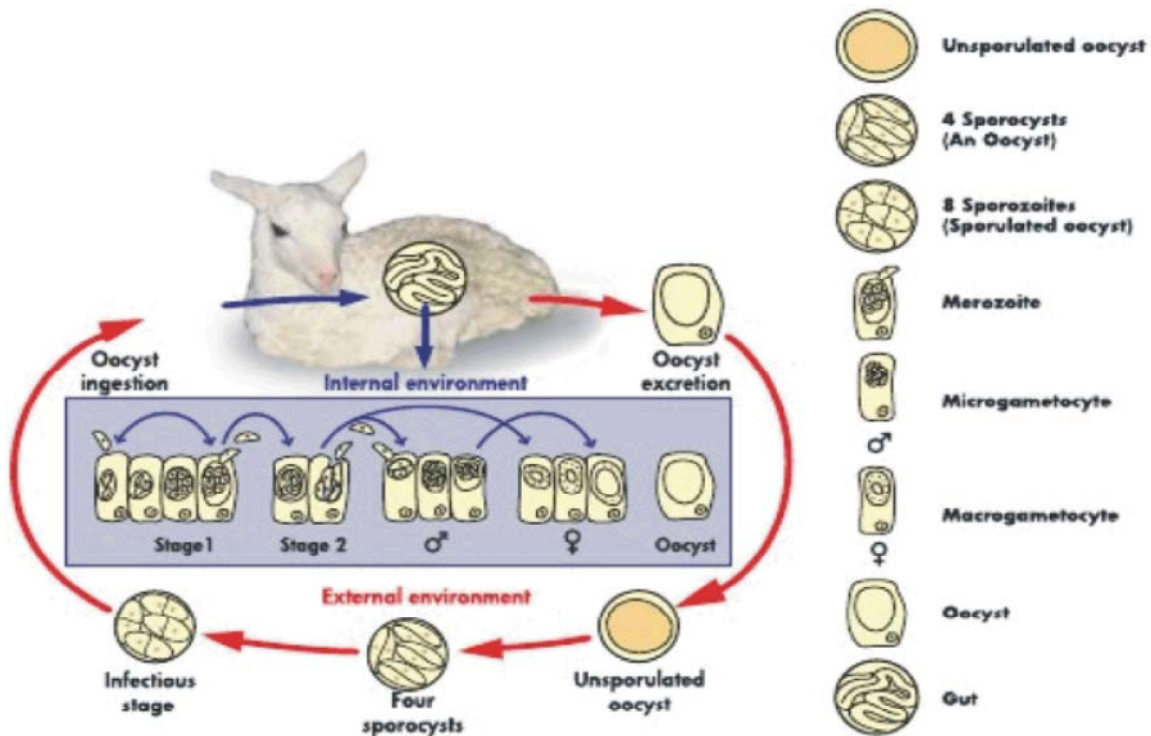 Unsporulated oocyst
4 Sporocysts
(An Oocyst)
8 Sporozoites
(Sporulated oocyst)
Merozoite
Microgametocyte
♂
Macrogametocyte
♀
Oocyst
Gut
Oocyst
ingestion
Internal environment
Oocyst
excretion
Stage1
Stage 2
♂
♀
Oocyst
External environment
Infectious
stage
Four
sporocysts
Unsporulated
oocyst